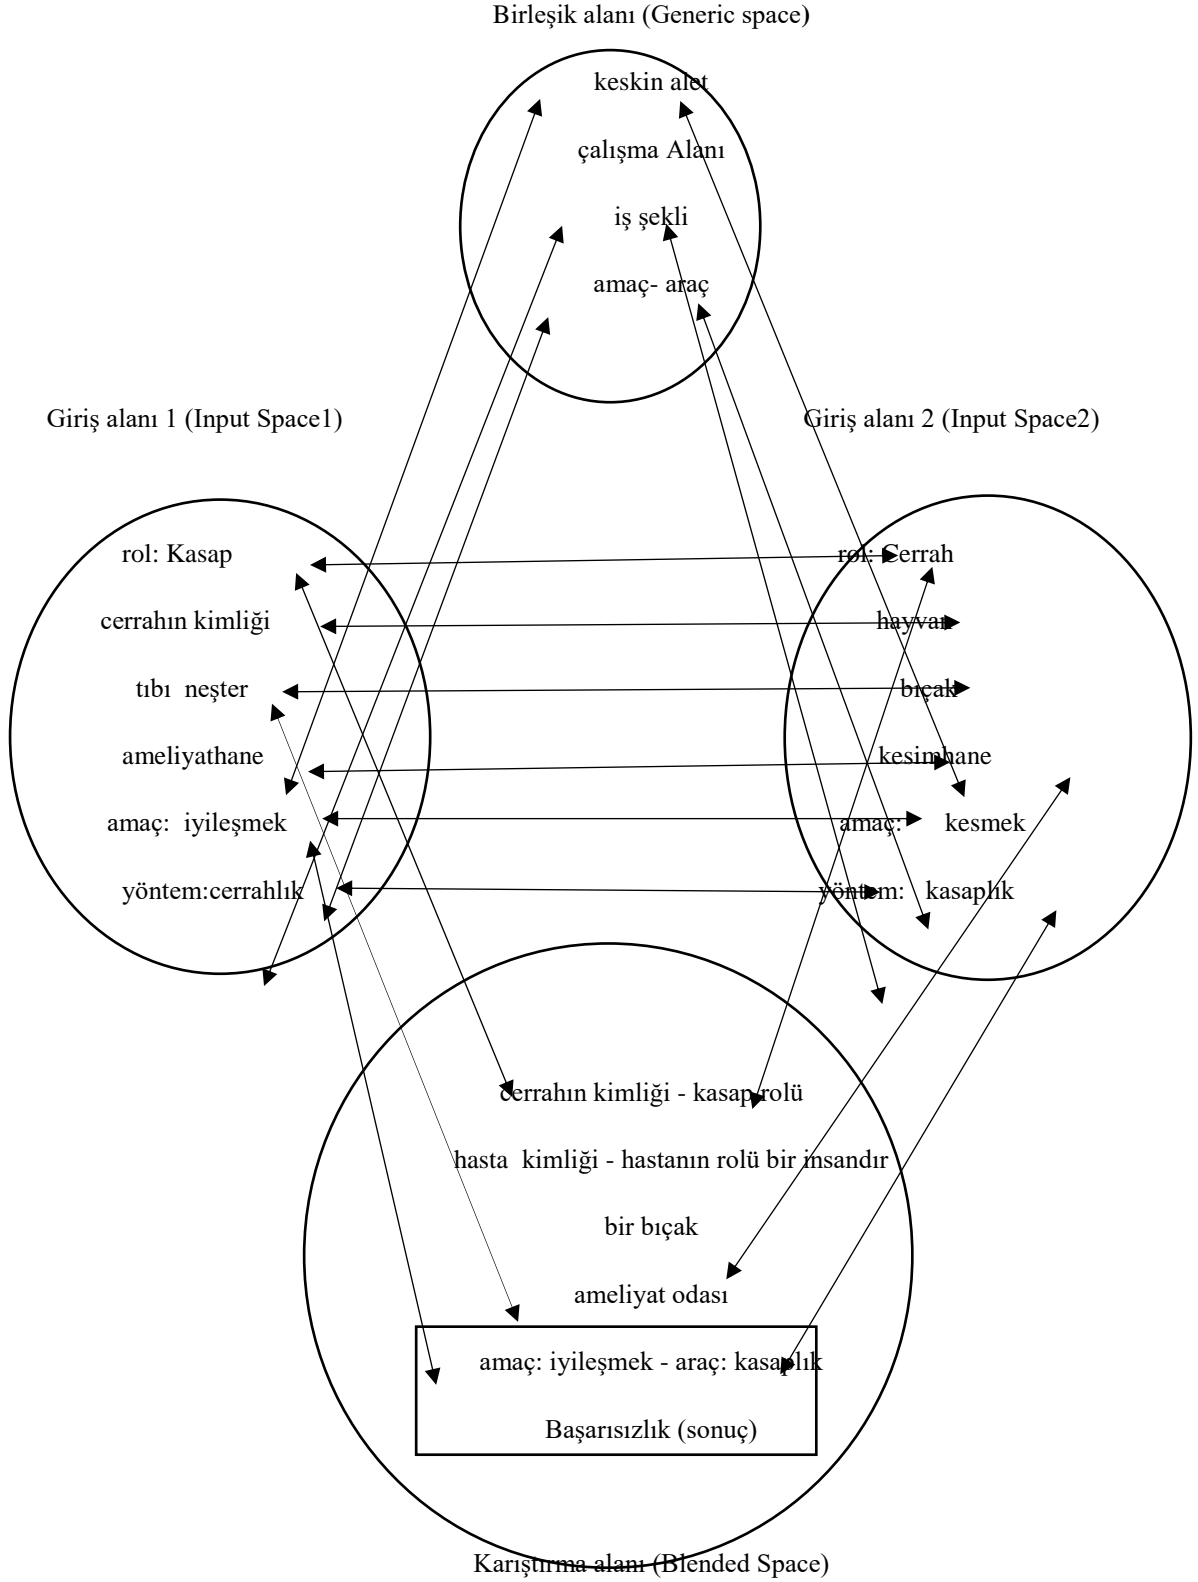 Birleşik alanı (Generic space)
keskin alet
çalışma Alanı
iş şekli
amaç- araç
Giriş alanı 1 (Input Space1)
Giriş alanı 2 (Input Space2)
rol: Kasap
cerrahın kimliği
tıbı neşter
ameliyathane
amaç: iyileşmek
yöntem:cerrahlık
rol: Cerrah
hayvan
bıçak
kesimhane
amaç: kesmek
yöntem: kasaplık
cerrahın kimliği - kasap rolü
hasta kimliği - hastanın rolü bir insandır
bir bıçak
ameliyat odası
amaç: iyileşmek - araç: kasaplık
Başarısızlık (sonuç)
Karıştırma alanı (Blended Space)